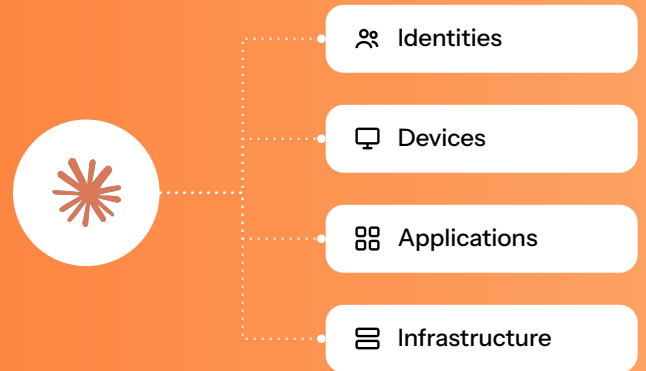 Identities
Devices
Applications
Infrastructure